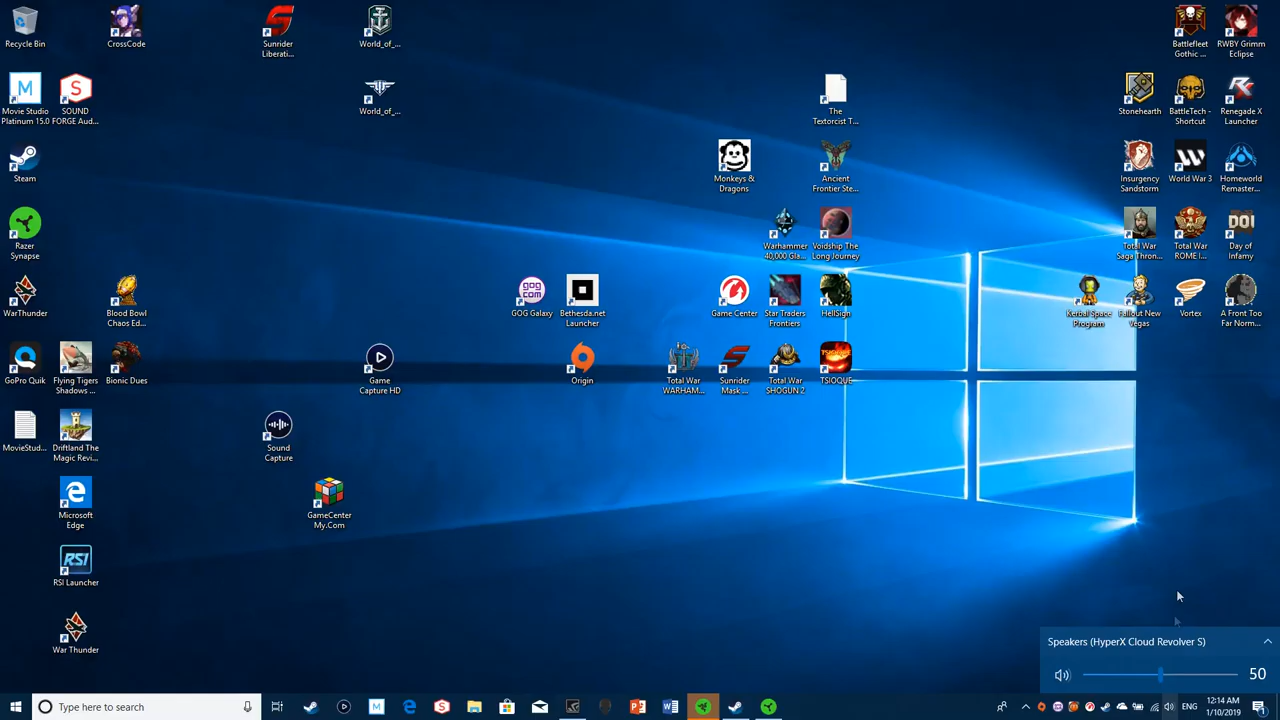 Recycle Bin
CrossCode
Sunrider
Liberati...
World_of_...
Battlefleet
Gothic ...
RWBY Grimm
Eclipse
M
Movie Studio
Platinum 15.0
S
SOUND
FORGE Aud...
World_of_...
The
Textorcist T...
Stonehearth
BattleTech -
Shortcut
Renegade X
Launcher
Steam
Monkeys &
Dragons
Ancient
Frontier Ste...
Insurgency
Sandstorm
World War 3
Homeworld
Remaster...
Razer
Synapse
Warhammer
40,000 Gla...
Voidship The
Long Journey
Total War
Saga Thron...
Total War
ROME I...
DOI
Day of
Infamy
WarThunder
Blood Bowl
Chaos Ed...
gog
com
GOG Galaxy
Bethesda.net
Launcher
Game Center
Star Traders
Frontiers
HellSign
Kerbal Space
Program
Fallout New
Vegas
Vortex
A Front Too
Far Norm...
GoPro Quik
Flying Tigers
Shadows ...
Bionic Dues
Game
Capture HD
Origin
Total War
WARHAM...
Sunrider
Mask ...
Total War
SHOGUN 2
TSIOQUE
TSIOQUE
MovieStud...
Driftland The
Magic Revi...
Sound
Capture
Microsoft
Edge
GameCenter
My.Com
RSI
RSI Launcher
War Thunder
Speakers (HyperX Cloud Revolver S)
50
Type here to search
M
S
ENG
12:14 AM
1/10/2019